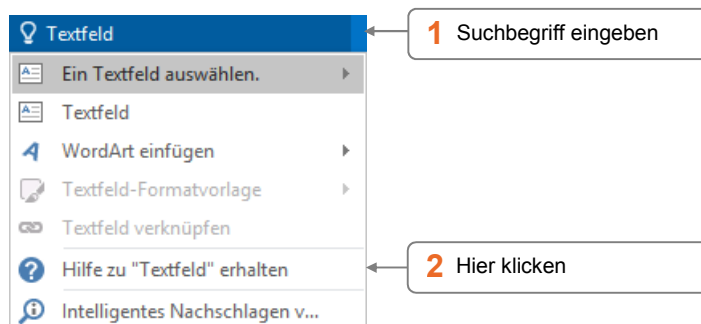 Textfeld
1 Suchbegriff eingeben
Ein Textfeld auswählen.
Textfeld
WordArt einfügen
Textfeld-Formatvorlage
Textfeld verknüpfen
Hilfe zu "Textfeld" erhalten
2 Hier klicken
Intelligentes Nachschlagen v...